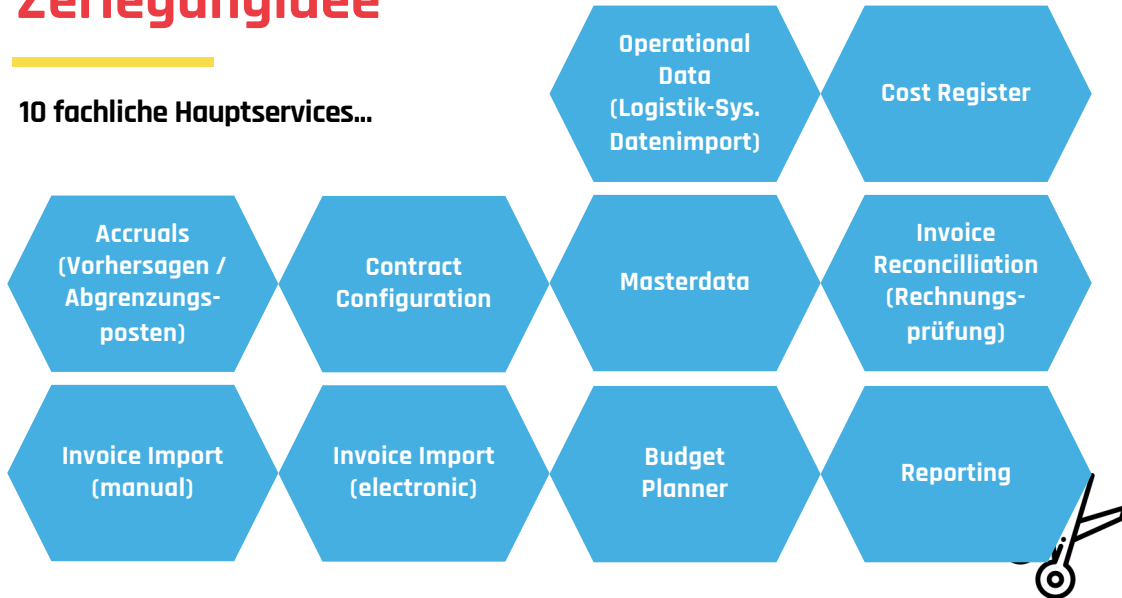 Zerlegungidee
10 fachliche Hauptservices...
Operational
Data
(Logistik-Sys.
Datenimport)
Cost Register
Accruals
(Vorhersagen /
Abgrenzungs-
posten)
Contract
Configuration
Masterdata
Invoice
Reconcilliation
(Rechnungs-
prüfung)
Invoice Import
(manual)
Invoice Import
(electronic)
Budget
Planner
Reporting